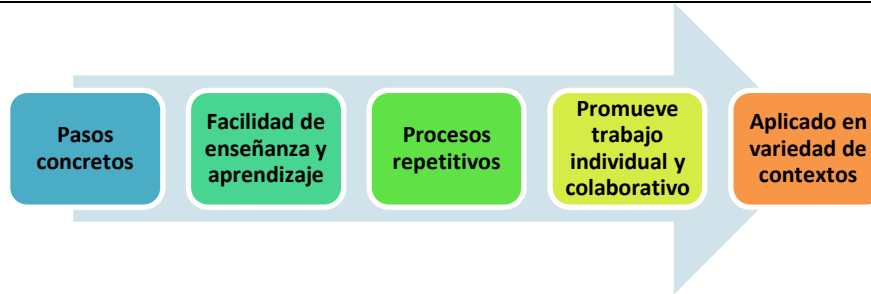 Pasos
concretos
Facilidad de
enseñanza y
aprendizaje
Procesos
repetitivos
Promueve
trabajo
individual y
colaborativo
Aplicado en
variedad de
contextos